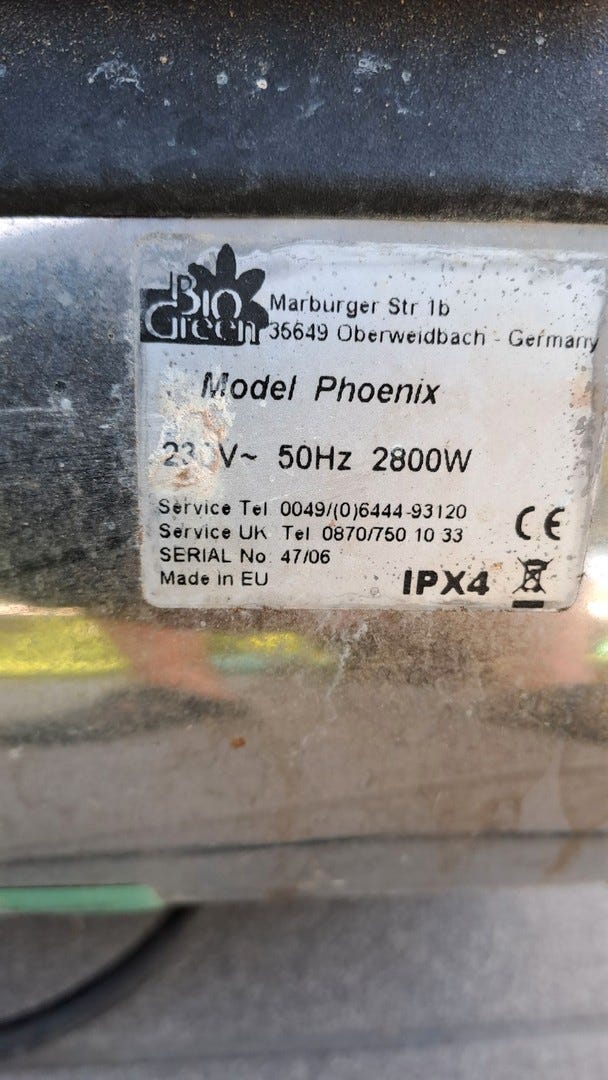 Bio
Green
Marburger Str 1b
35649 Oberweidbach - Germany
Model Phoenix
230V~ 50Hz 2800W
Service Tel 0049/(0)6444-93120
Service UK Tel 0870/750 10 33
SERIAL No 47/06
Made in EU
CE
IPX4